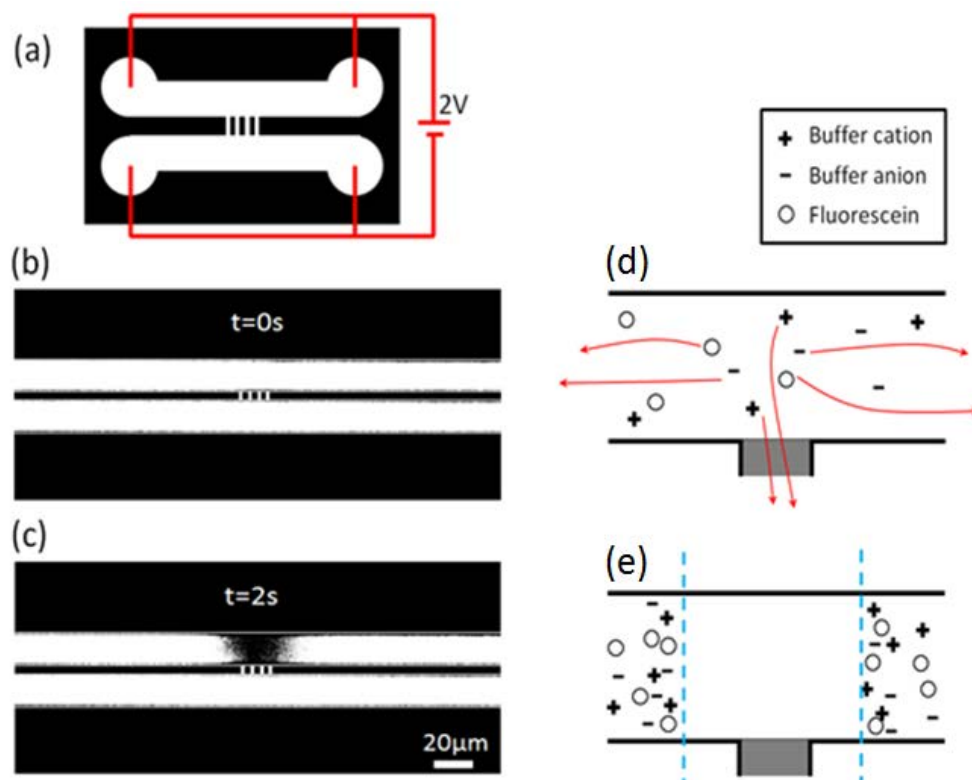 (a)
2V
(b)
t=0s
(c)
t=2s
20μm
+ Buffer cation
- Buffer anion
Fluorescein
(d)
(e)